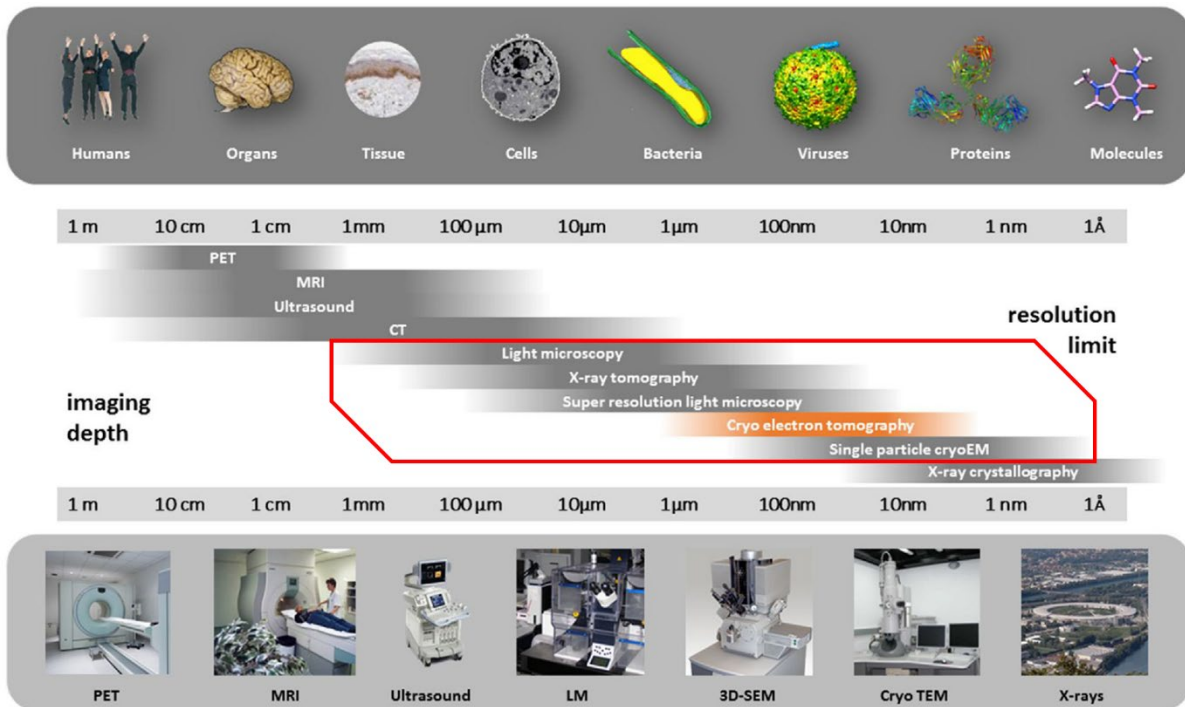 Humans Organs Tissue Cells Bacteria Viruses Proteins Molecules
1 m 10 cm 1 cm 1mm 100 µm 10µm 1µm 100nm 10nm 1 nm 1Å
PET
MRI
Ultrasound
CT
resolution
limit
Light microscopy
X-ray tomography
Super resolution light microscopy
imaging
depth
Cryo electron tomography
Single particle cryoEM
X-ray crystallography
1 m 10 cm 1 cm 1mm 100 µm 10µm 1µm 100nm 10nm 1 nm 1Å
PET MRI Ultrasound LM 3D-SEM Cryo TEM X-rays